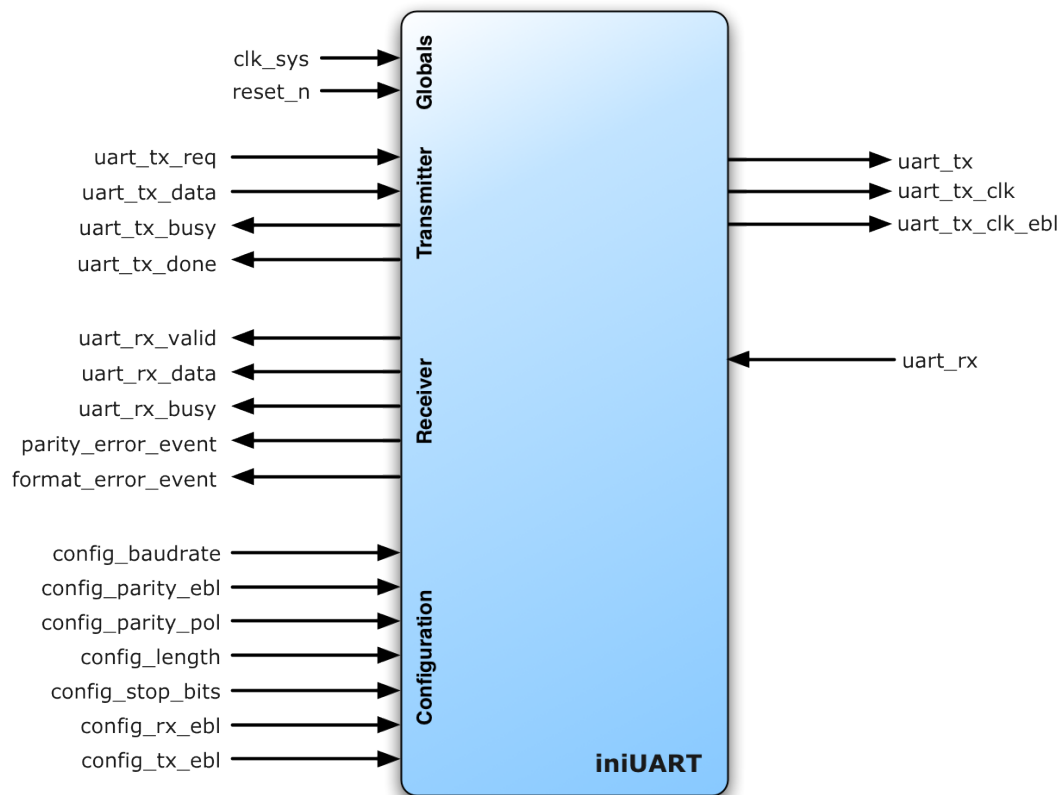 clk_sys
reset_n
Globals
uart_tx_req
uart_tx_data
uart_tx_busy
uart_tx_done
Transmitter
uart_tx
uart_tx_clk
uart_tx_clk_ebl
uart_rx_valid
uart_rx_data
uart_rx_busy
parity_error_event
format_error_event
Receiver
uart_rx
config_baudrate
config_parity_ebl
config_parity_pol
config_length
config_stop_bits
config_rx_ebl
config_tx_ebl
Configuration
iniUART